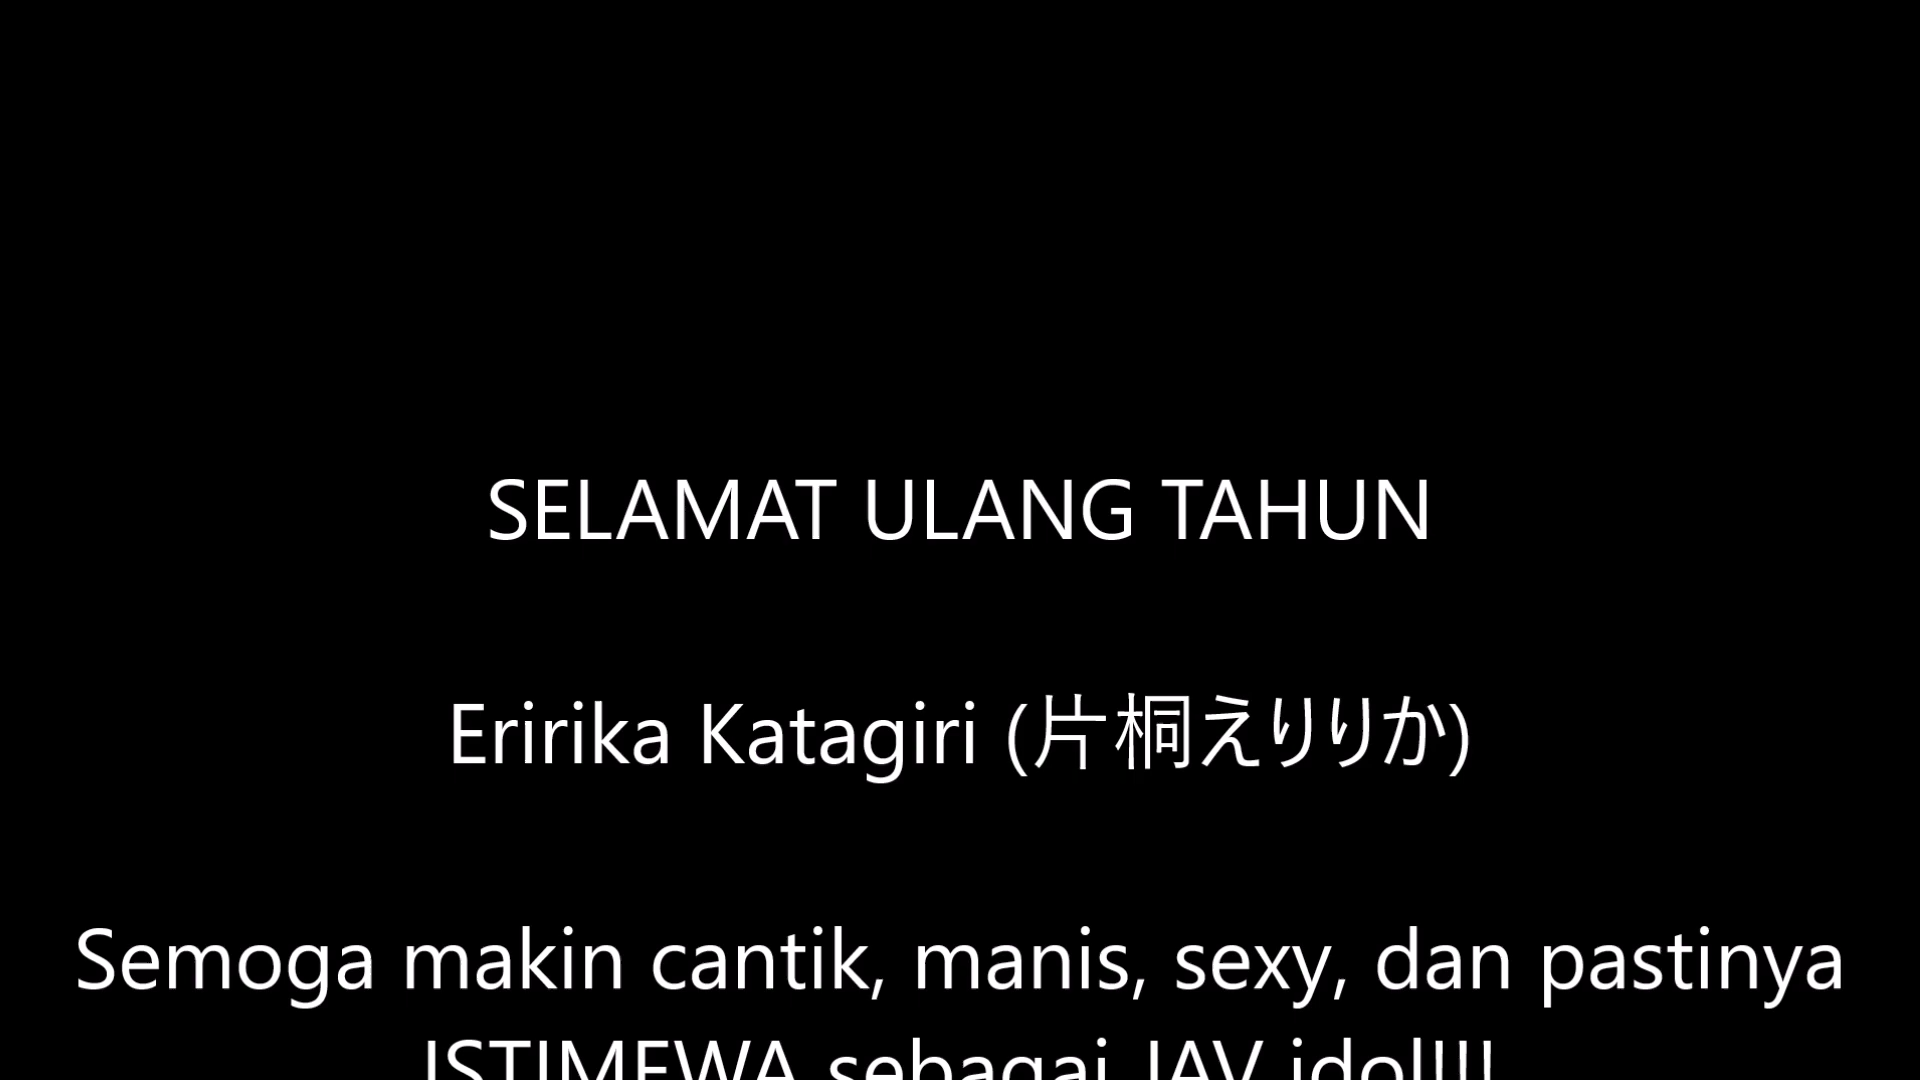 SELAMAT ULANG TAHUN
Eririka Katagiri (片桐えりりか)
Semoga makin cantik, manis, sexy, dan pastinya
ISTIMEWA sebagai JAV idol!!!!